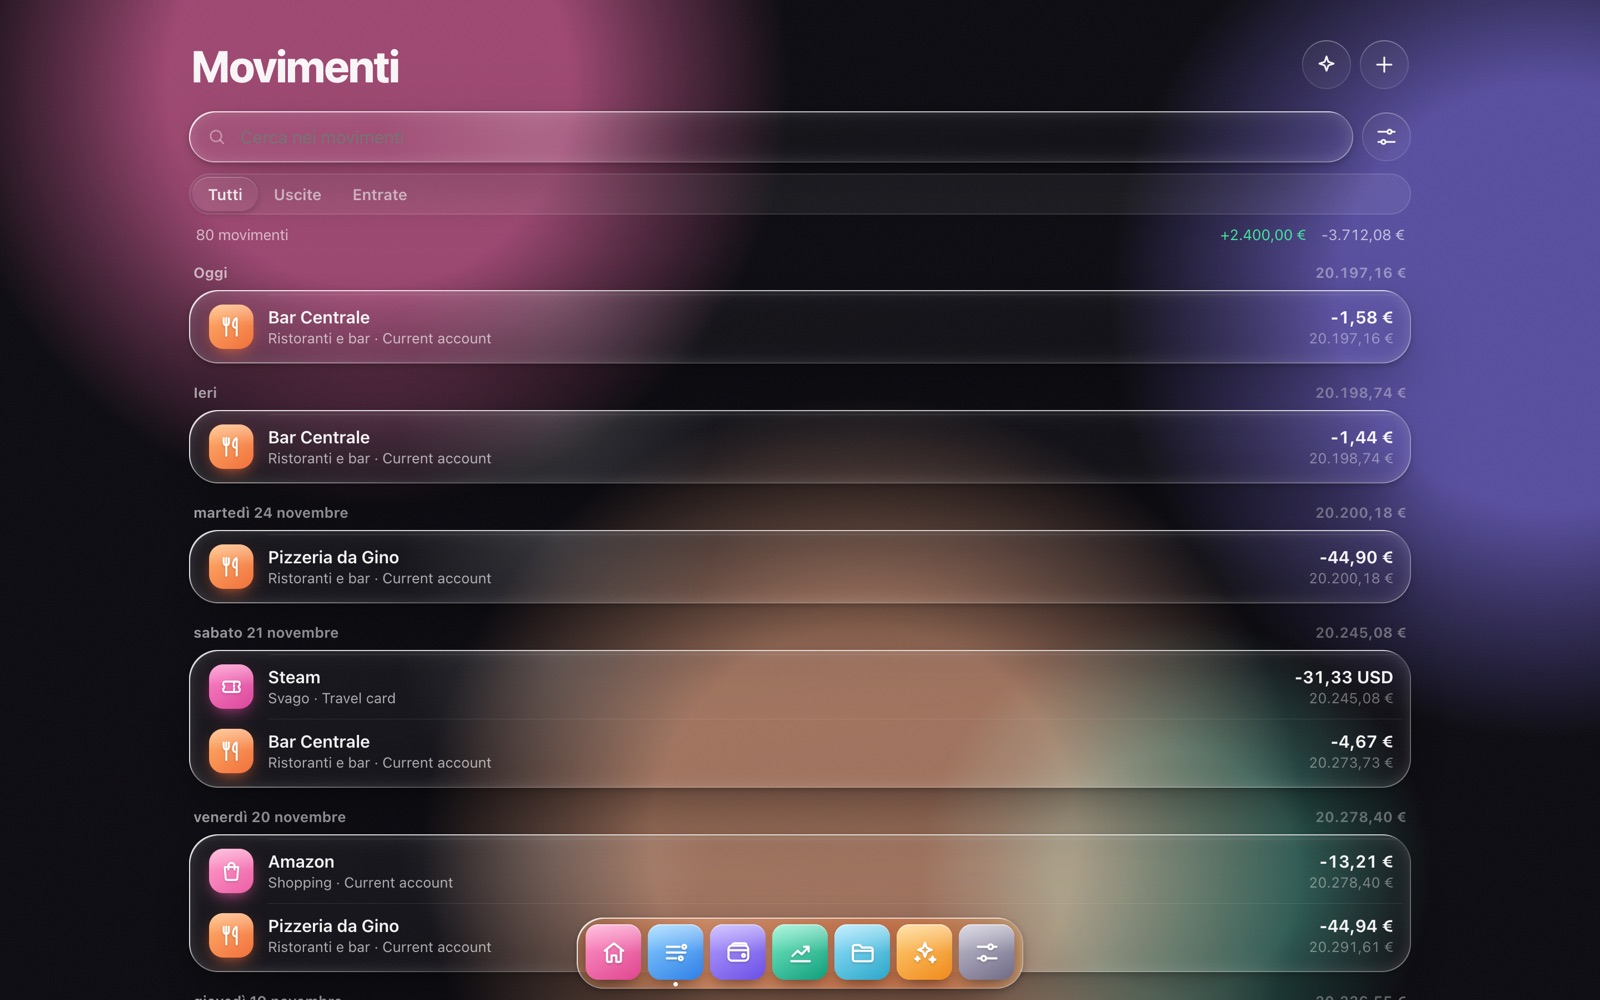 Movimenti
Cerca nei movimenti
Tutti Uscite Entrate
80 movimenti +2.400,00 € -3.712,08 €
Oggi 20.197,16 €
Bar Centrale -1,58 €
Ristoranti e bar · Current account 20.197,16 €
Ieri 20.198,74 €
Bar Centrale -1,44 €
Ristoranti e bar · Current account 20.198,74 €
martedì 24 novembre 20.200,18 €
Pizzeria da Gino -44,90 €
Ristoranti e bar · Current account 20.200,18 €
sabato 21 novembre 20.245,08 €
Steam -31,33 USD
Svago · Travel card 20.245,08 €
Bar Centrale -4,67 €
Ristoranti e bar · Current account 20.273,73 €
venerdì 20 novembre 20.278,40 €
Amazon -13,21 €
Shopping · Current account 20.278,40 €
Pizzeria da Gino -44,94 €
Ristoranti e bar · Current account 20.291,61 €